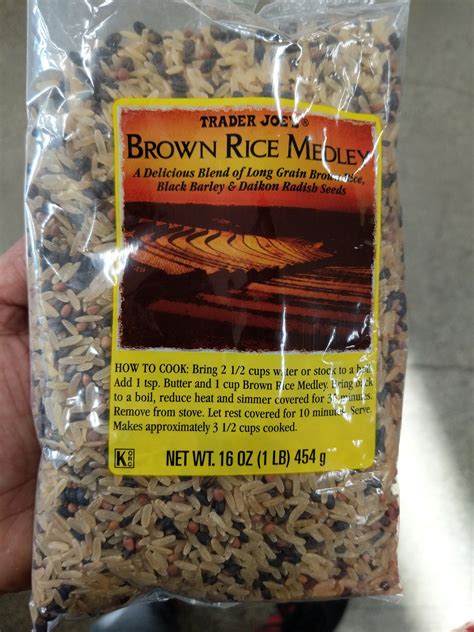 TRADER JOE'S®
BROWN RICE MEDLEY
A Delicious Blend of Long Grain Brown Rice,
Black Barley & Daikon Radish Seeds
HOW TO COOK: Bring 2 1/2 cups water or stock to a boil.
Add 1 tsp. Butter and 1 cup Brown Rice Medley. Bring back
to a boil, reduce heat and simmer covered for minutes.
Remove from stove. Let rest covered for 10 minutes. Serve.
Makes approximately 3 1/2 cups cooked.
K ORC
NET WT. 16 OZ (1 LB) 454 g